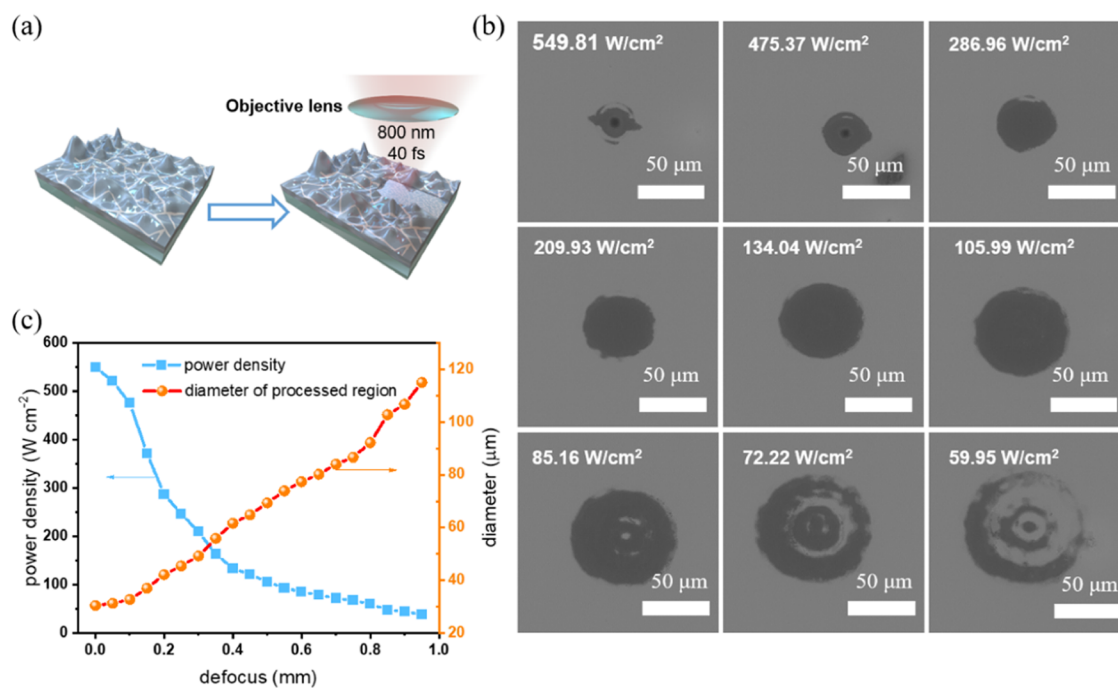 (a)
Objective lens
800 nm
40 fs
(b)
549.81 W/cm²
50 μm
475.37 W/cm²
50 μm
286.96 W/cm²
50 μm
209.93 W/cm²
50 μm
134.04 W/cm²
50 μm
105.99 W/cm²
50 μm
85.16 W/cm²
50 μm
72.22 W/cm²
50 μm
59.95 W/cm²
50 μm
(c)
power density
diameter of processed region
power density (W cm⁻²)
600
500
400
300
200
100
0
diameter (μm)
120
100
80
60
40
20
0.0 0.2 0.4 0.6 0.8 1.0
defocus (mm)